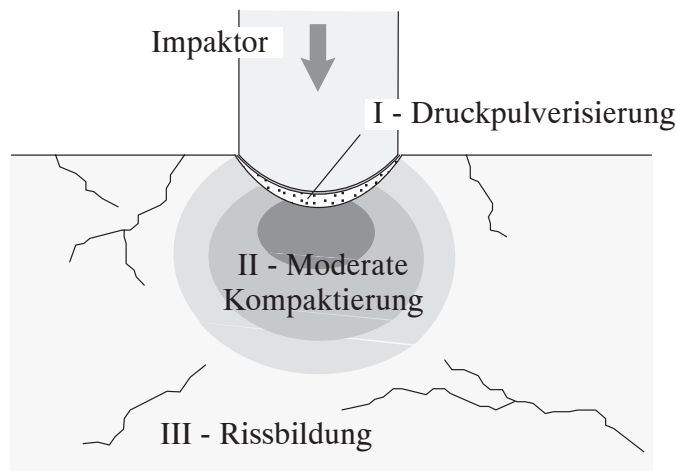 Impaktor
I - Druckpulverisierung
II - Moderate
Kompaktierung
III - Rissbildung